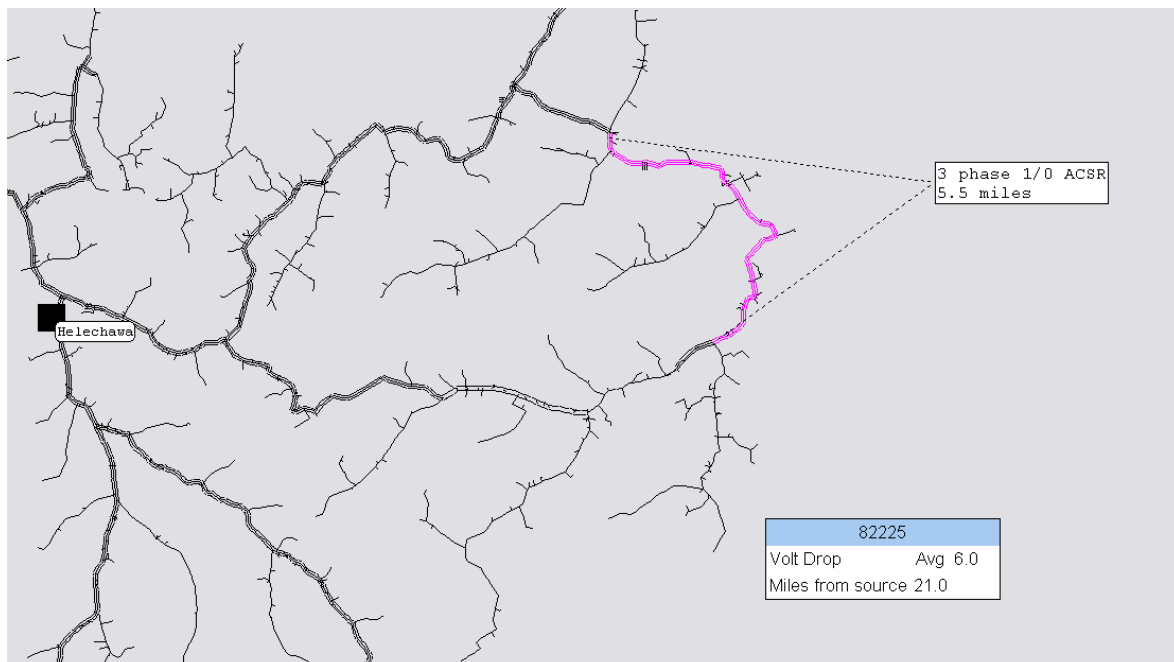 3 phase 1/0 ACSR
5.5 miles
Helechawa
82225
Volt Drop Avg 6.0
Miles from source 21.0